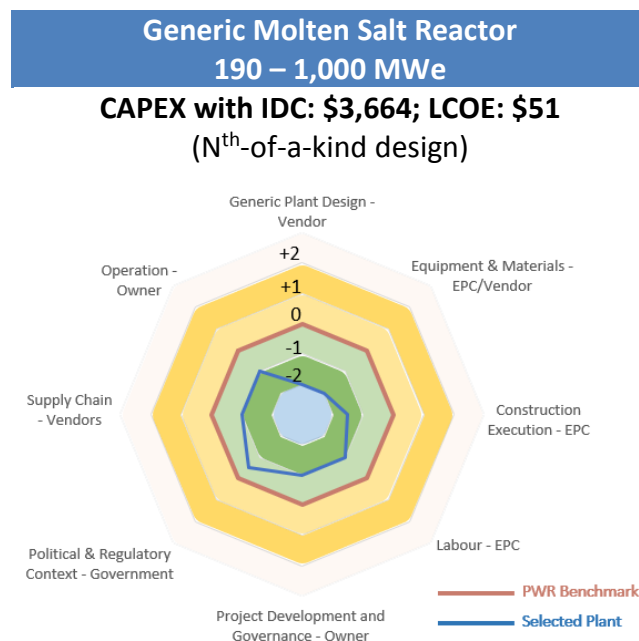 Generic Molten Salt Reactor
190 – 1,000 MWe
CAPEX with IDC: $3,664; LCOE: $51
(Nth-of-a-kind design)
Generic Plant Design -
Vendor
+2
Operation -
Owner
Equipment & Materials -
EPC/Vendor
+1
0
-1
-2
Supply Chain
- Vendors
Construction
Execution - EPC
Political & Regulatory
Context - Government
Labour - EPC
Project Development and
Governance - Owner
PWR Benchmark
Selected Plant